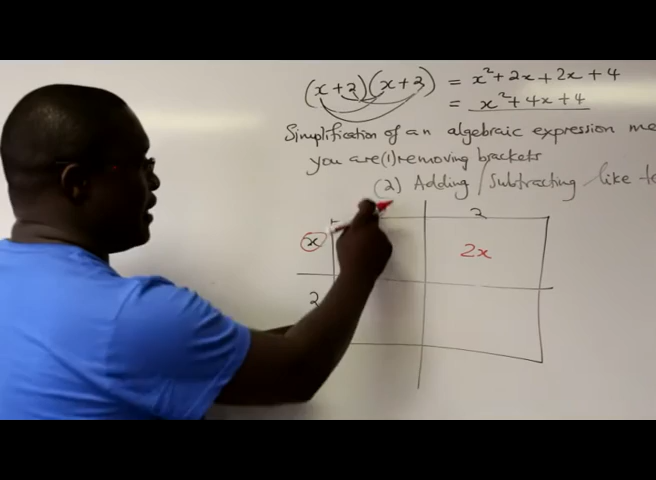 (x+2)(x+2) = x²+2x+2x+4
= x²+4x+4
Simplification of an algebraic expression me
you are (1) removing brackets
(2) Adding / Subtracting like te
2
x
2x
2